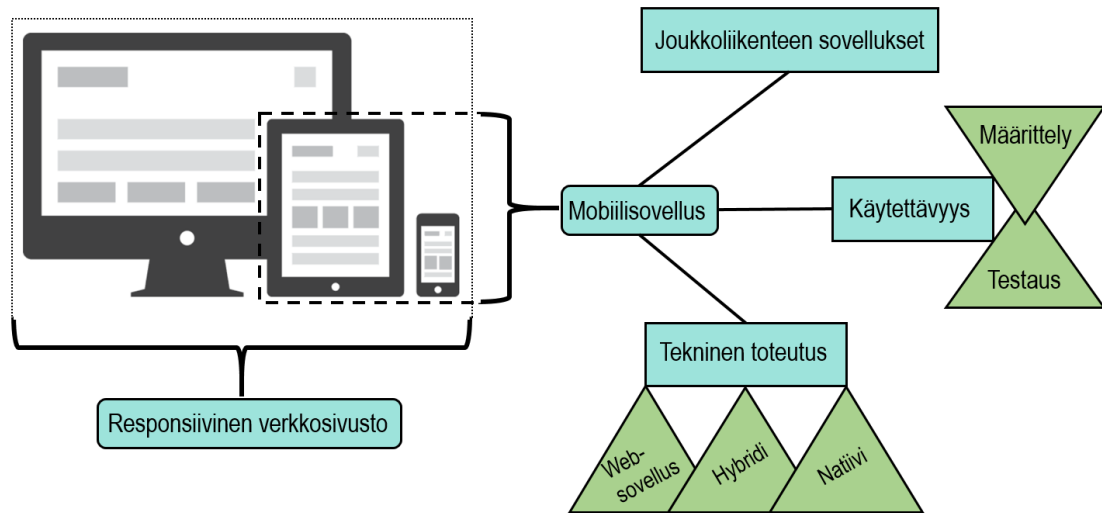 Joukkoliikenteen sovellukset
Määrittely
Mobiilisovellus
Käytettävyys
Testaus
Tekninen toteutus
Responsiivinen verkkosivusto
Web-
sovellus
Hybridi
Natiivi